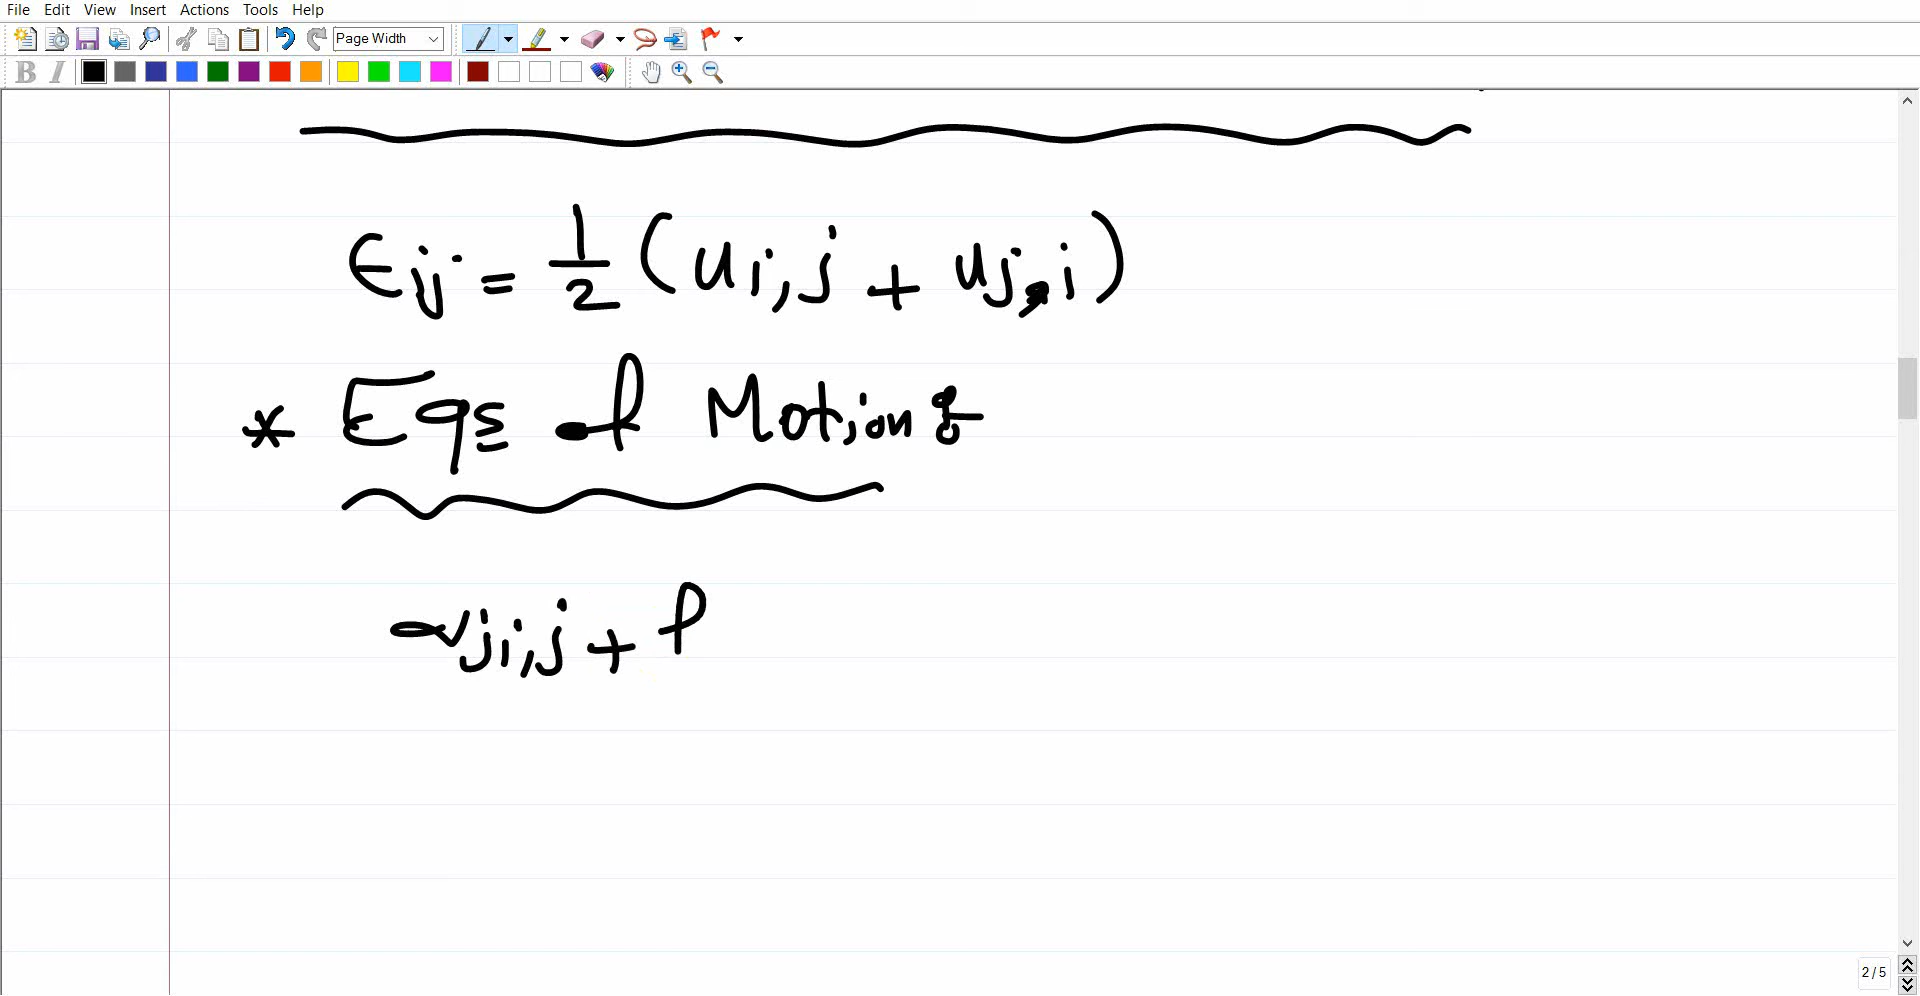 File Edit View Insert Actions Tools Help
Page Width
B I
ϵij = 1/2 (ui,j + uj,i)
* Eqs of Motion :
σji,j + f
2 / 5